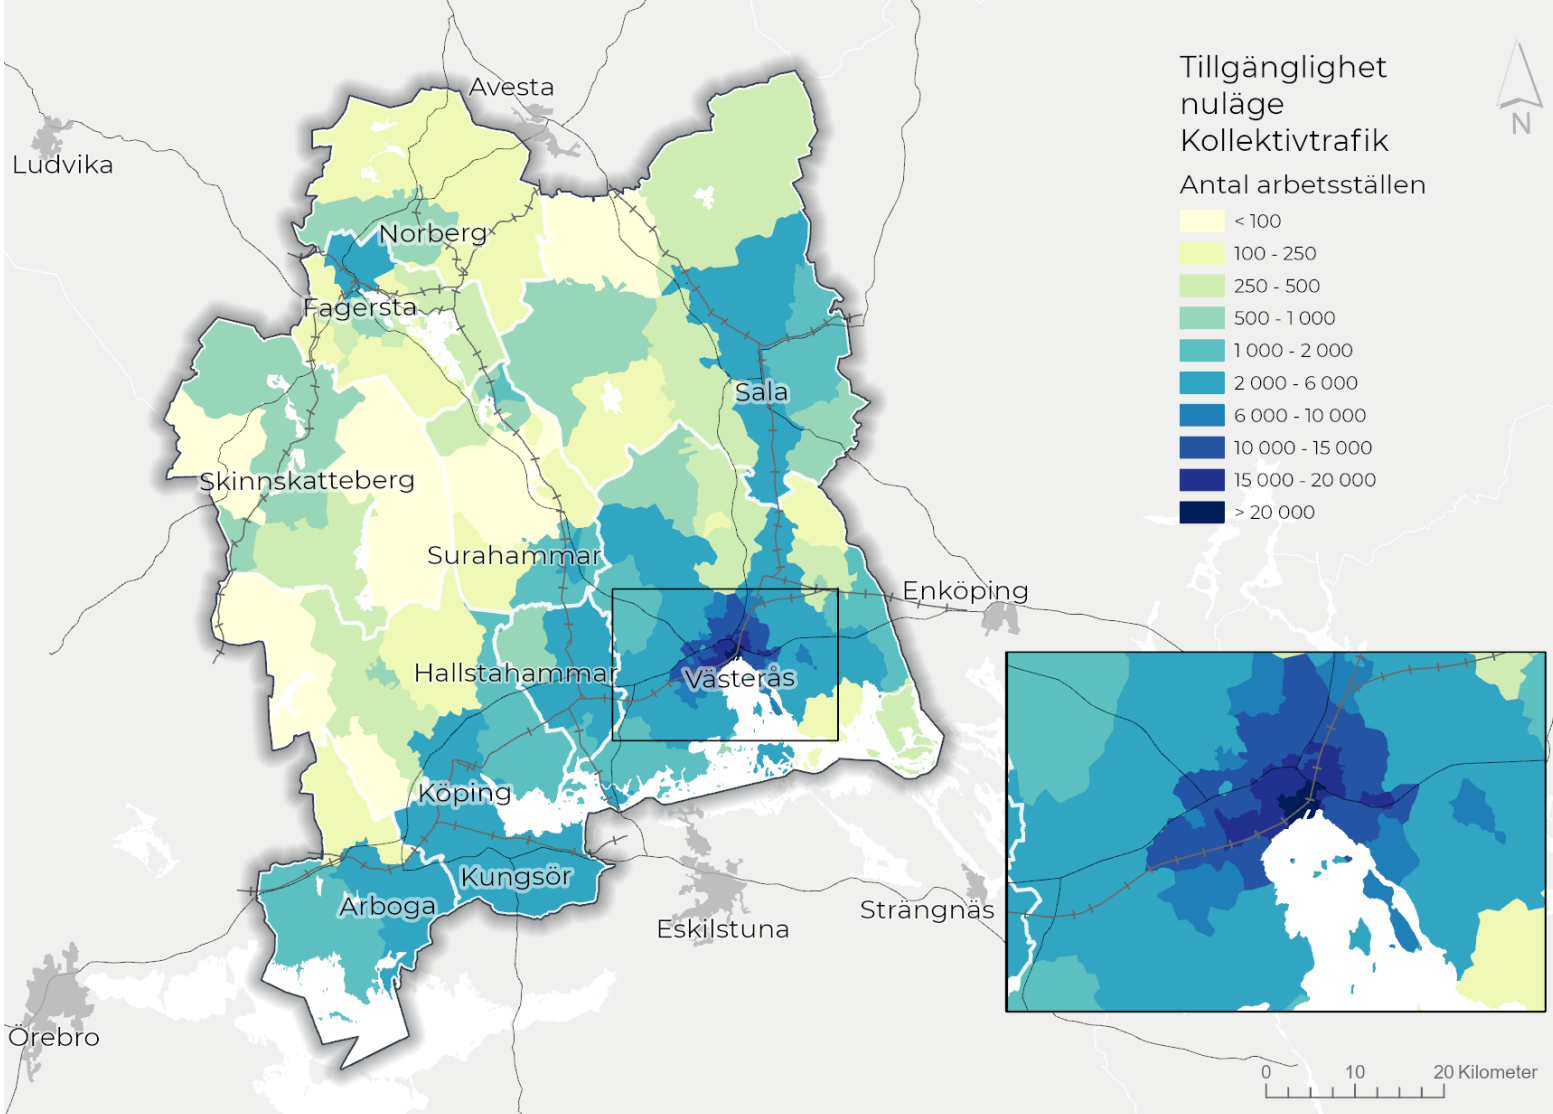 Tillgänglighet
nuläge
Kollektivtrafik
Antal arbetsställen
< 100
100 - 250
250 - 500
500 - 1 000
1 000 - 2 000
2 000 - 6 000
6 000 - 10 000
10 000 - 15 000
15 000 - 20 000
> 20 000
N
Avesta
Ludvika
Norberg
Fagersta
Sala
Skinnskatteberg
Surahammar
Enköping
Hallstahammar
Västerås
Köping
Kungsör
Arboga
Strängnäs
Eskilstuna
Örebro
0 10 20 Kilometer